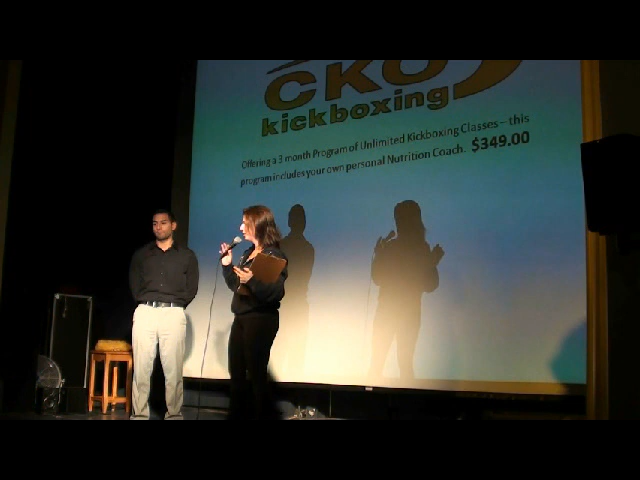 CKO
kickboxing
Offering a 3 month Program of Unlimited Kickboxing Classes – this
program includes your own personal Nutrition Coach. $349.00